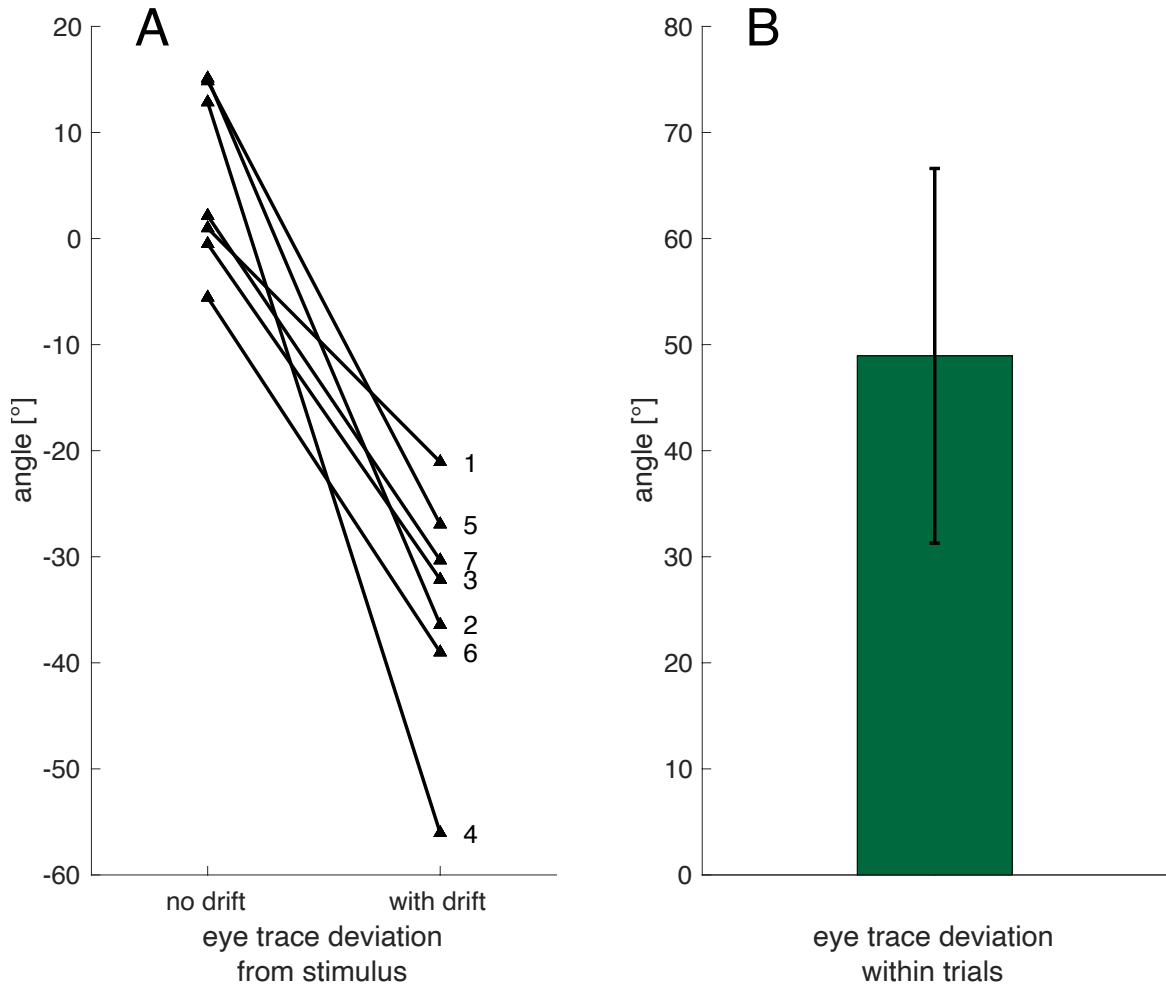 A
20
10
0
-10
-20
-30
-40
-50
-60
angle [°]
1
5
7
3
2
6
4
no drift with drift
eye trace deviation
from stimulus
B
80
70
60
50
40
30
20
10
0
angle [°]
eye trace deviation
within trials